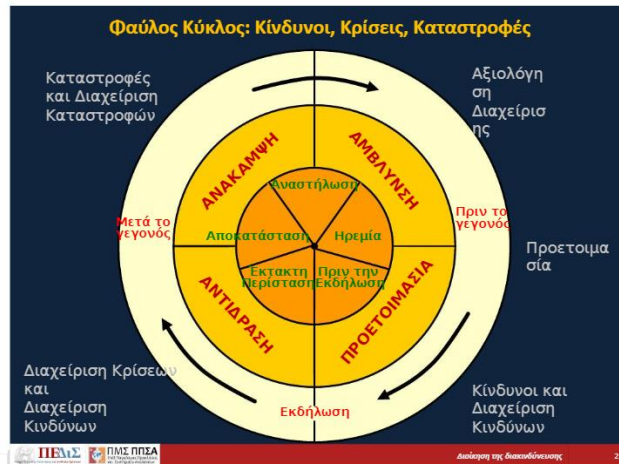 Φαύλος Κύκλος: Κίνδυνοι, Κρίσεις, Καταστροφές
Καταστροφές
και Διαχείριση
Καταστροφών
Αξιολόγη
ση
Διαχείρισ
ης
ΑΝΑΚΑΜΨΗ
ΑΜΒΛΥΝΣΗ
Αναστήλωση
Μετά το
γεγονός
Πριν το
γεγονός
Αποκατάσταση
Ηρεμία
Προετοιμα
σία
Έκτακτη
Περίσταση
Πριν την
Εκδήλωση
ΑΝΤΙΔΡΑΣΗ
ΠΡΟΕΤΟΙΜΑΣΙΑ
Διαχείριση Κρίσεων
και
Διαχείριση
Κινδύνων
Εκδήλωση
Κίνδυνοι και
Διαχείριση
Κινδύνων
ΠΕΔιΣ
ΠΜΣ ΠΠΣΑ
Διοίκηση της διακινδύνευσης
2